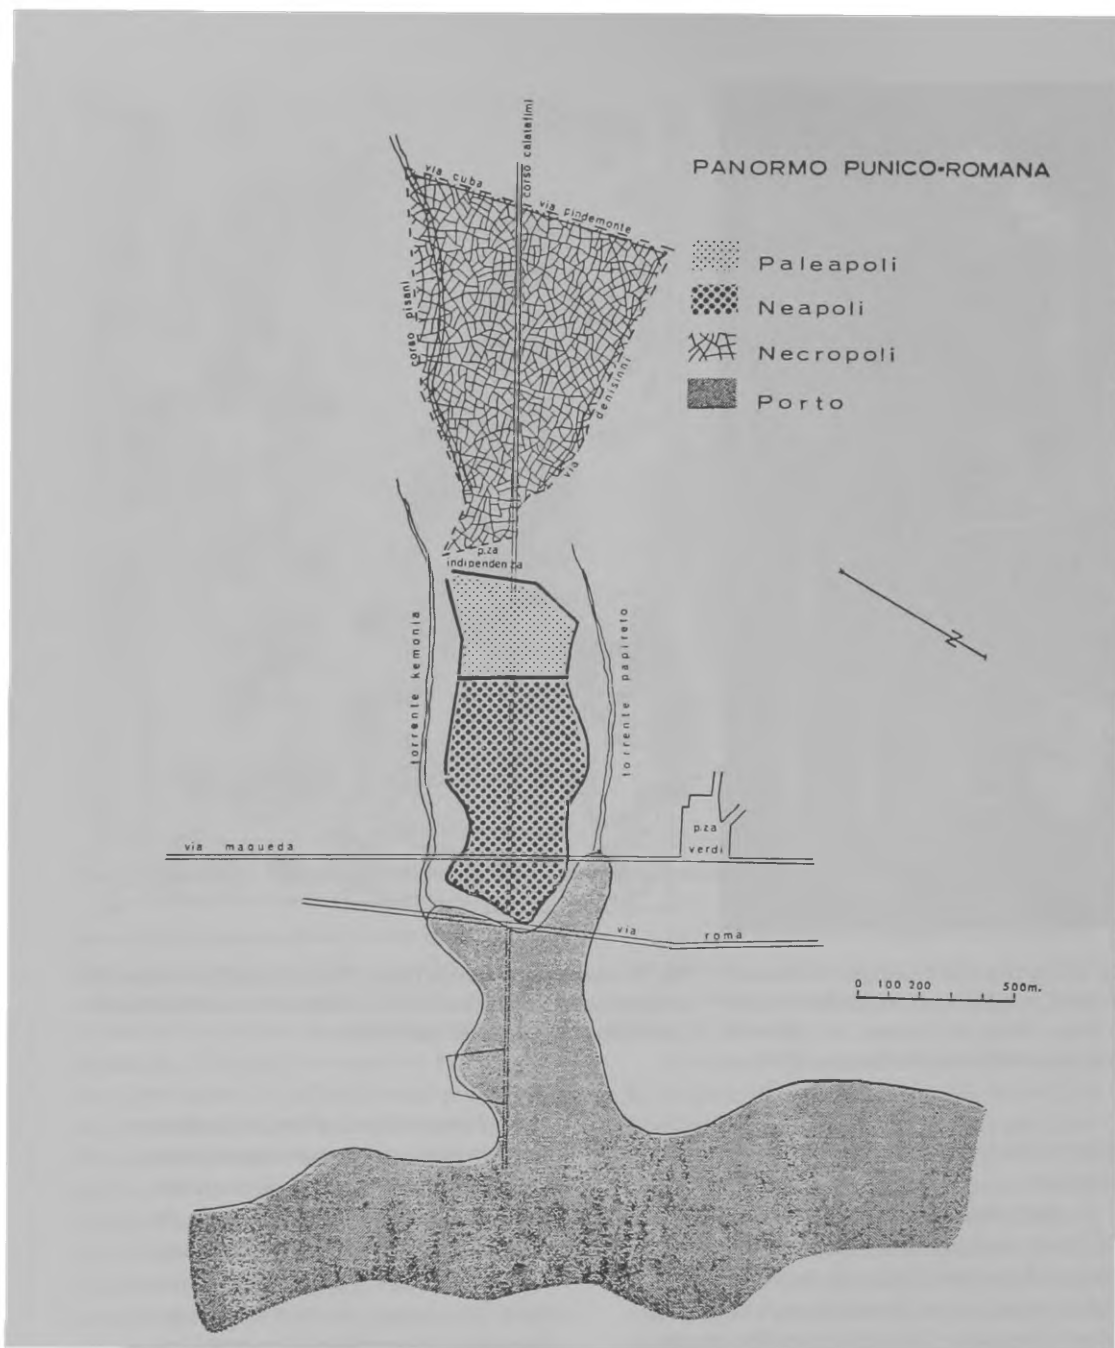 PANORMO PUNICO-ROMANA
Paleapoli
Neapoli
Necropoli
Porto
corso calatafimi
via cuba
via pindemonte
corso pisani
via denisinni
p.za
indipendenza
torrente kemonia
torrente papireto
N
p.za
verdi
via maqueda
via roma
0 100 200 500m.